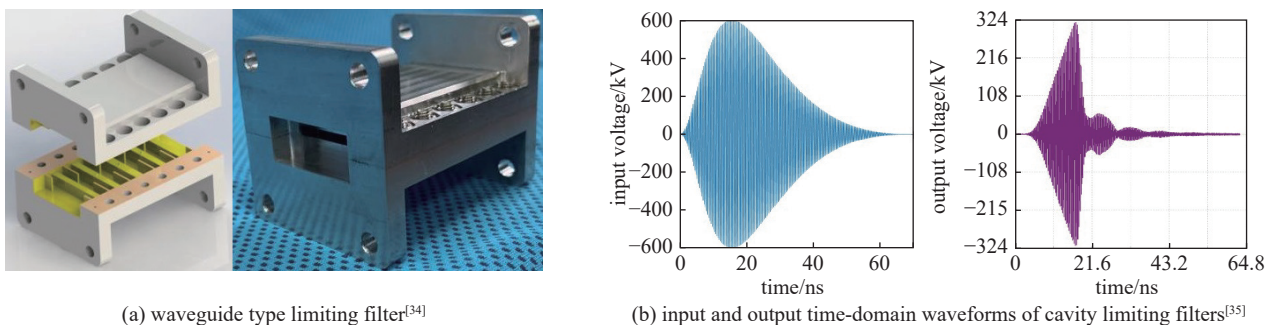 600
400
200
0
−200
−400
−600
input voltage/kV
0 20 40 60
time/ns
324
216
108
0
−108
−215
−324
output voltage/kV
0 21.6 43.2 64.8
time/ns
(a) waveguide type limiting filter[34]
(b) input and output time-domain waveforms of cavity limiting filters[35]